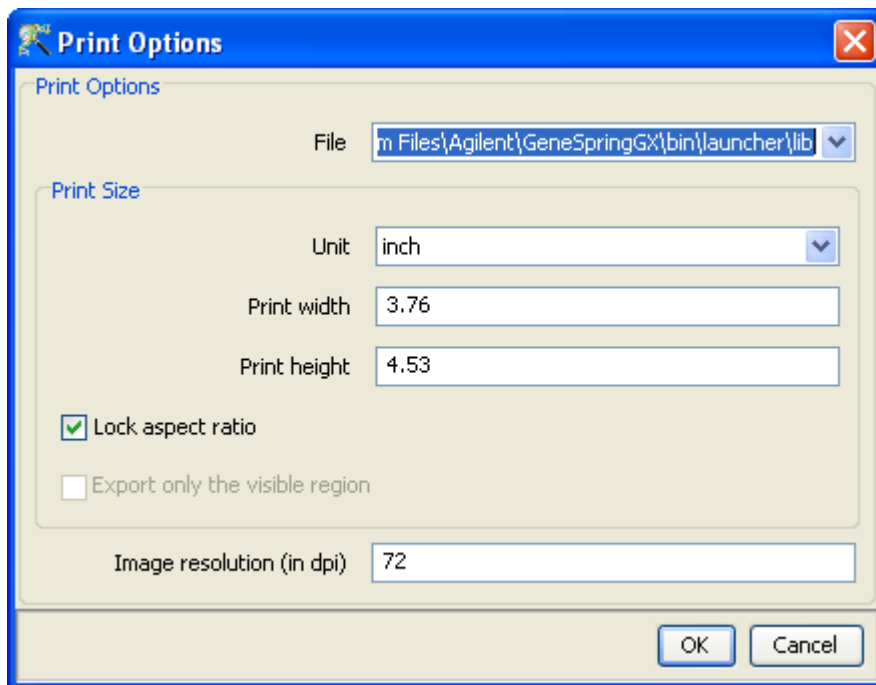 Print Options
Print Options
File m Files\Agilent\GeneSpringGX\bin\launcher\lib
Print Size
Unit inch
Print width 3.76
Print height 4.53
Lock aspect ratio
Export only the visible region
Image resolution (in dpi) 72
OK Cancel